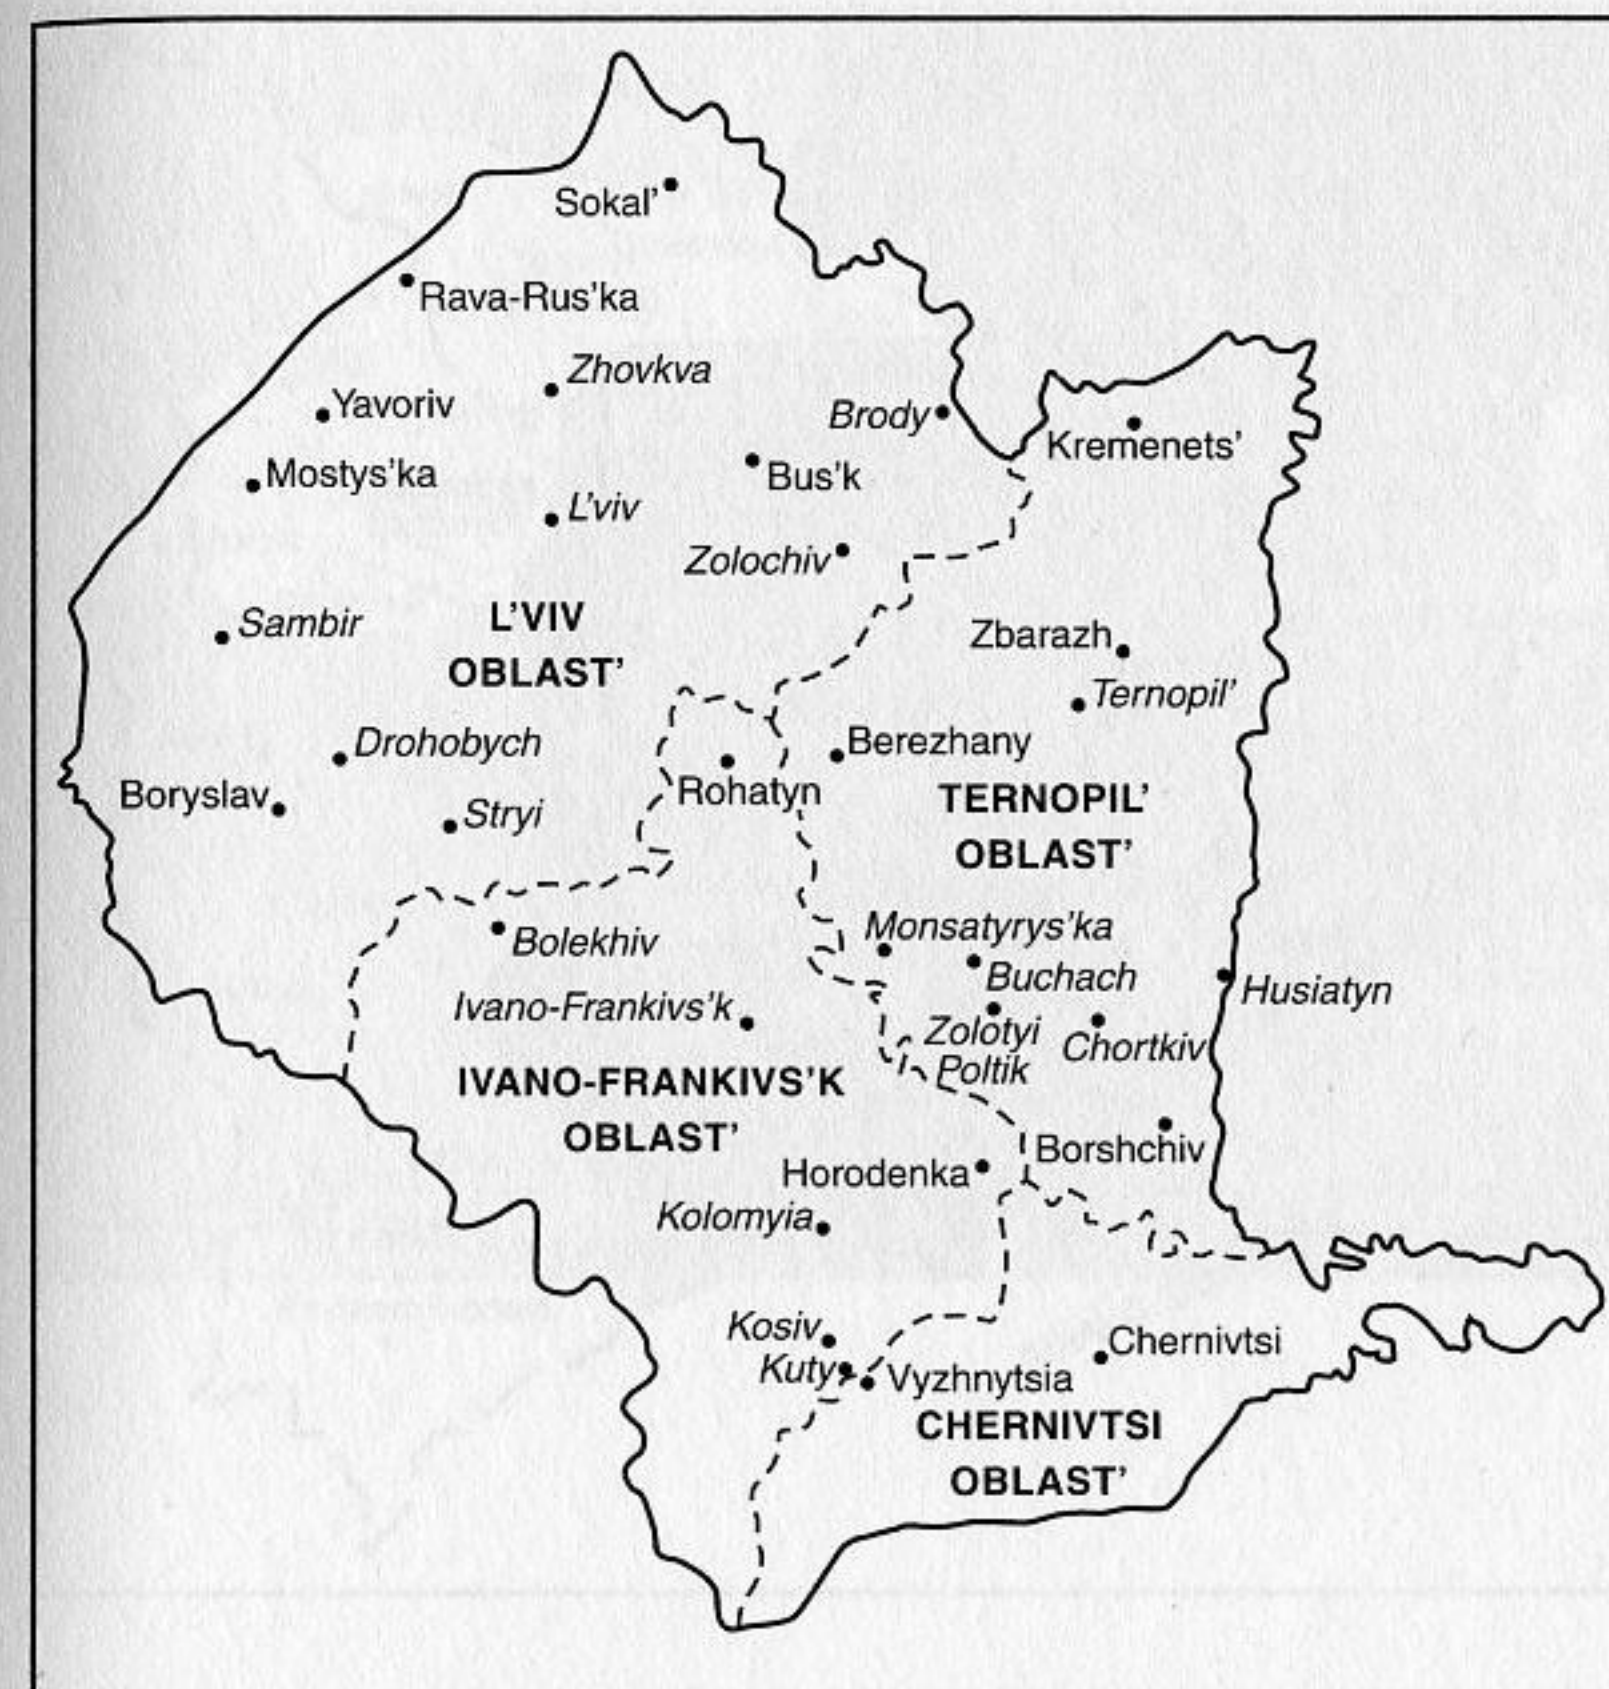 Sokal’
Rava-Rus’ka
Zhovkva
Yavoriv
Brody
Kremenets’
Mostys’ka
Bus’k
L’viv
Zolochiv
Sambir
L’VIV
OBLAST’
Zbarazh
Ternopil’
Drohobych
Berezhany
Boryslav
Rohatyn
Stryi
TERNOPIL’
OBLAST’
Monsatyrys’ka
Bolekhiv
Buchach
Husiatyn
Ivano-Frankivs’k
Zolotyi
Poltik
Chortkiv
IVANO-FRANKIVS’K
OBLAST’
Borshchiv
Horodenka
Kolomyia
Kosiv
Chernivtsi
Kuty
Vyzhnytsia
CHERNIVTSI
OBLAST’